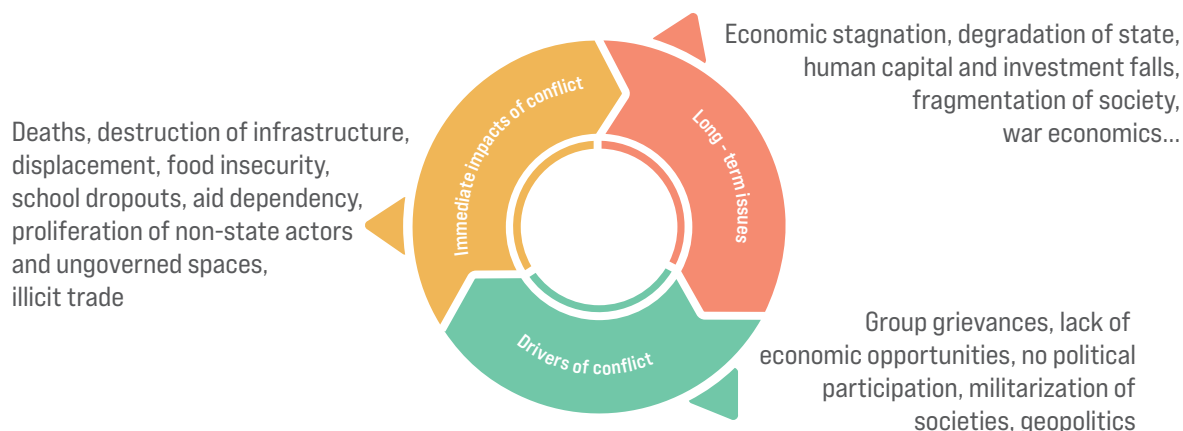 Economic stagnation, degradation of state,
human capital and investment falls,
fragmentation of society,
war economics...
Deaths, destruction of infrastructure,
displacement, food insecurity,
school dropouts, aid dependency,
proliferation of non-state actors
and ungoverned spaces,
illicit trade
Immediate impacts of conflict
Long - term issues
Drivers of conflict
Group grievances, lack of
economic opportunities, no political
participation, militarization of
societies, geopolitics